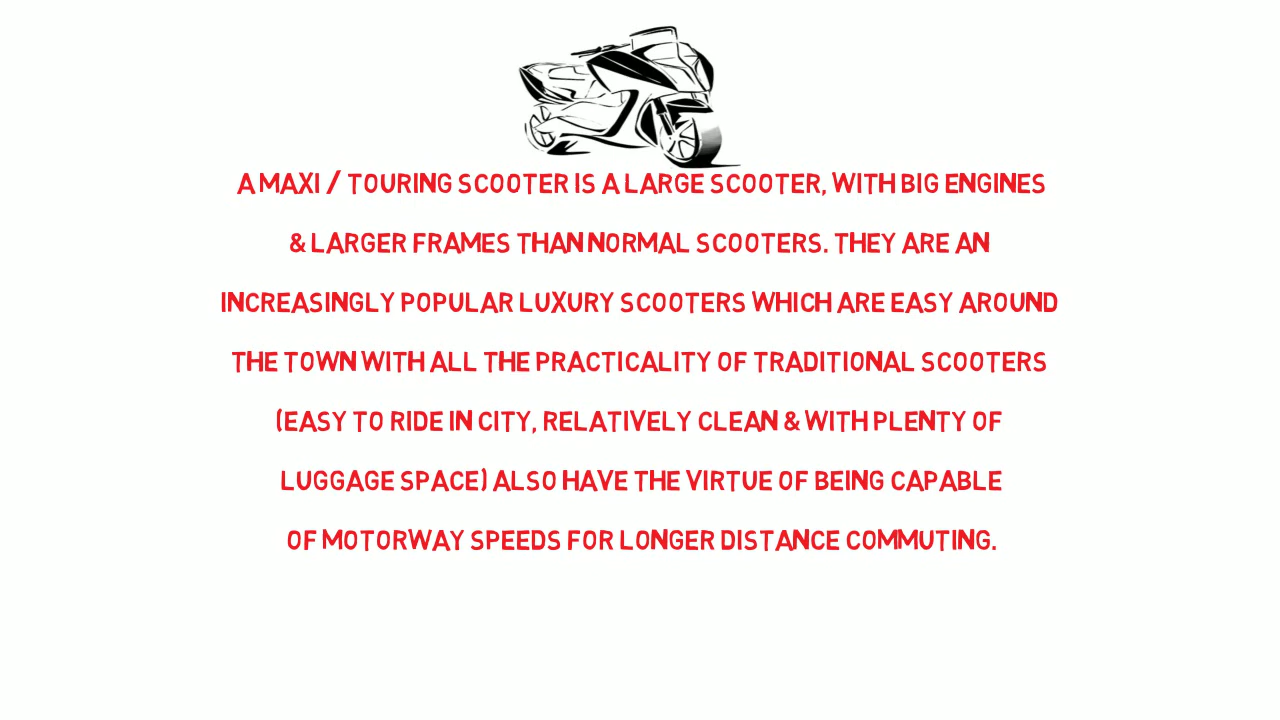 A MAXI / TOURING SCOOTER IS A LARGE SCOOTER, WITH BIG ENGINES
& LARGER FRAMES THAN NORMAL SCOOTERS. THEY ARE AN
INCREASINGLY POPULAR LUXURY SCOOTERS WHICH ARE EASY AROUND
THE TOWN WITH ALL THE PRACTICALITY OF TRADITIONAL SCOOTERS
(EASY TO RIDE IN CITY, RELATIVELY CLEAN & WITH PLENTY OF
LUGGAGE SPACE) ALSO HAVE THE VIRTUE OF BEING CAPABLE
OF MOTORWAY SPEEDS FOR LONGER DISTANCE COMMUTING.